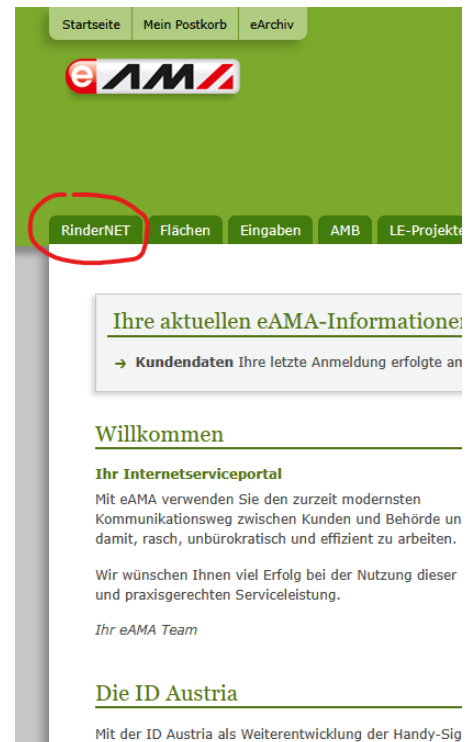 Startseite Mein Postkorb eArchiv
eAMA
RinderNET Flächen Eingaben AMB LE-Projekte
Ihre aktuellen eAMA-Informationen
→ Kundendaten Ihre letzte Anmeldung erfolgte am
Willkommen
Ihr Internetserviceportal
Mit eAMA verwenden Sie den zurzeit modernsten
Kommunikationsweg zwischen Kunden und Behörde un
damit, rasch, unbürokratisch und effizient zu arbeiten.
Wir wünschen Ihnen viel Erfolg bei der Nutzung dieser
und praxisgerechten Serviceleistung.
Ihr eAMA Team
Die ID Austria
Mit der ID Austria als Weiterentwicklung der Handy-Sig